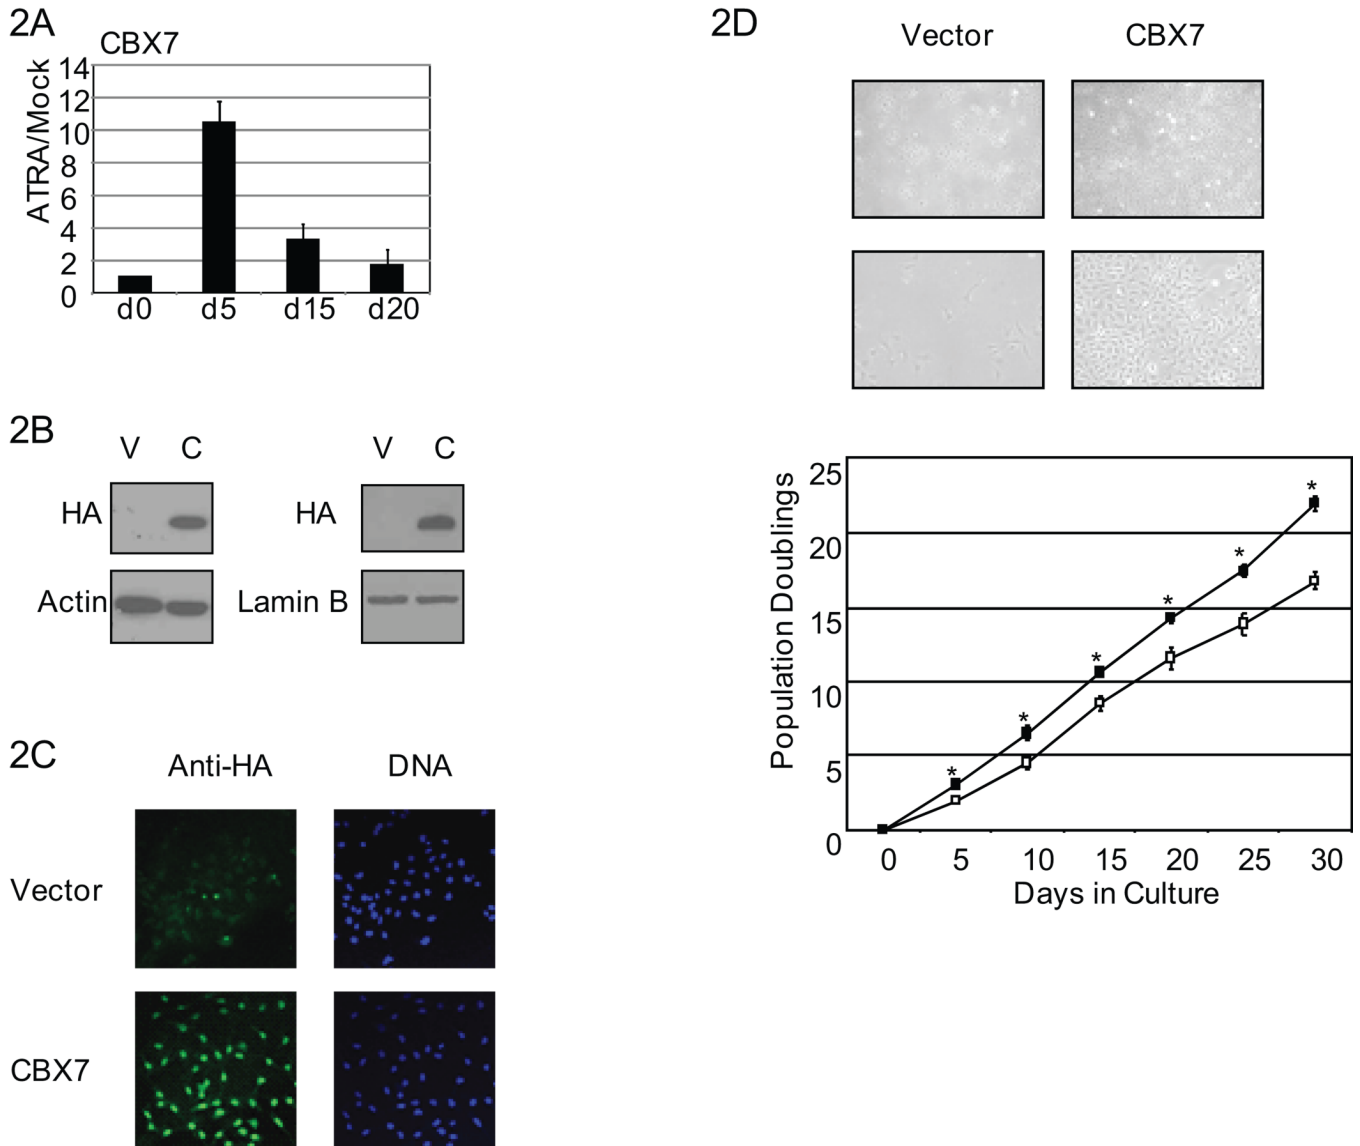 2A
CBX7
ATRA/Mock
14
12
10
8
6
4
2
0
d0 d5 d15 d20
2B
V C
HA
Actin
V C
HA
Lamin B
2C
Anti-HA DNA
Vector
CBX7
2D
Vector CBX7
Population Doublings
25
20
15
10
5
0
* * * * * *
0 5 10 15 20 25 30
Days in Culture